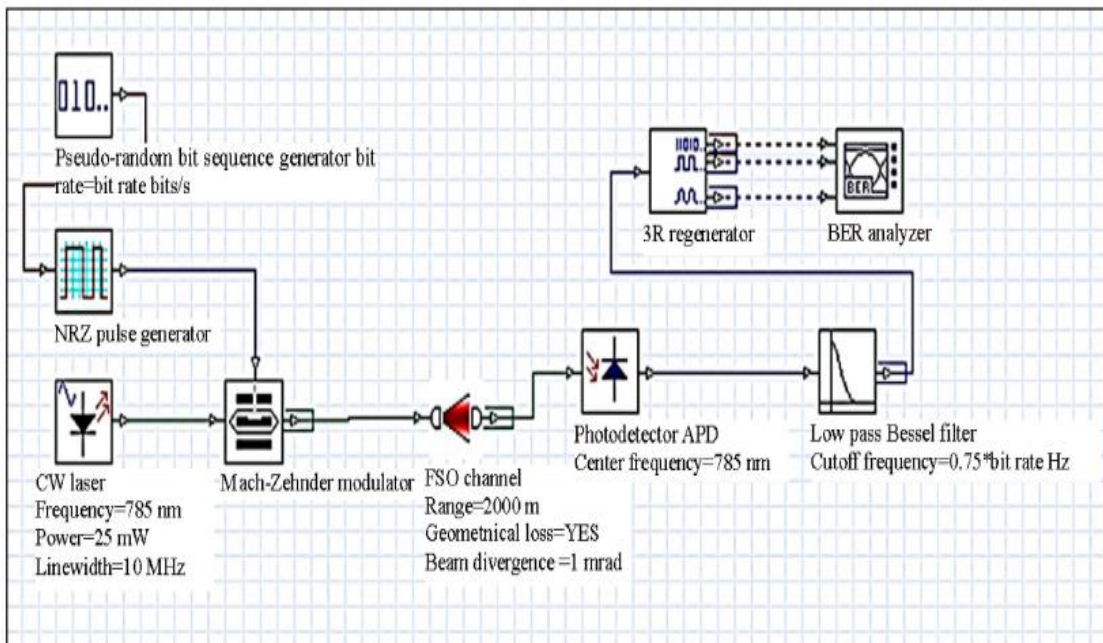 010..
Pseudo-random bit sequence generator bit
rate=bit rate bits/s
11010..
3R regenerator
BER
BER analyzer
NRZ pulse generator
CW laser
Frequency=785 nm
Power=25 mW
Linewidth=10 MHz
Mach-Zehnder modulator
FSO channel
Range=2000 m
Geometnical loss=YES
Beam divergence =1 mrad
Photodetector APD
Center frequency=785 nm
Low pass Bessel filter
Cutoff frequency=0.75*bit rate Hz